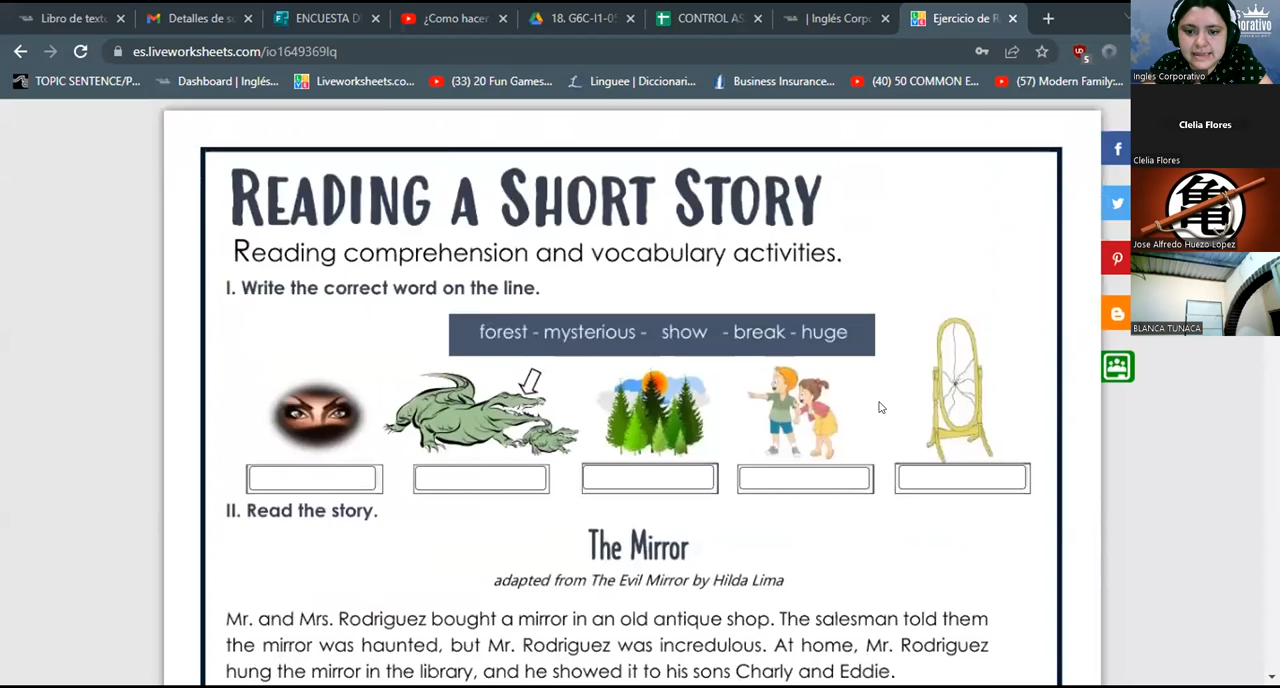 Libro de texto
Detalles de su
ENCUESTA D
¿Como hacer
18. G6C-I1-05
CONTROL AS
| Inglés Corpo
Ejercicio de R
es.liveworksheets.com/io1649369lq
TOPIC SENTENCE/P...
Dashboard | Inglés...
Liveworksheets.co...
(33) 20 Fun Games...
Linguee | Diccionari...
Business Insurance...
(40) 50 COMMON E...
(57) Modern Family:...
Ingles Corporativo
Clelia Flores
Clelia Flores
亀
Jose Alfredo Huezo Lopez
BLANCA TUNACA
READING A SHORT STORY
Reading comprehension and vocabulary activities.
I. Write the correct word on the line.
forest - mysterious - show - break - huge
II. Read the story.
The Mirror
adapted from The Evil Mirror by Hilda Lima
Mr. and Mrs. Rodriguez bought a mirror in an old antique shop. The salesman told them
the mirror was haunted, but Mr. Rodriguez was incredulous. At home, Mr. Rodriguez
hung the mirror in the library, and he showed it to his sons Charly and Eddie.